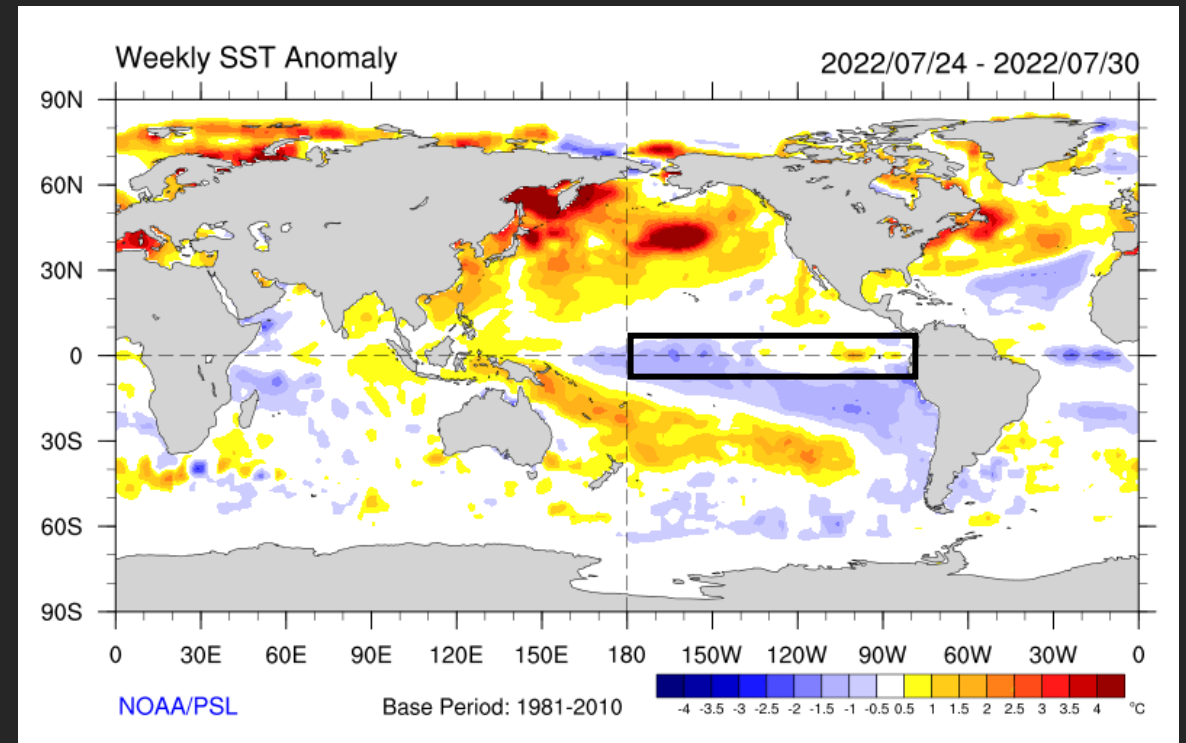 Weekly SST Anomaly 2022/07/24 - 2022/07/30
90N
60N
30N
0
30S
60S
90S
0 30E 60E 90E 120E 150E 180 150W 120W 90W 60W 30W 0
NOAA/PSL Base Period: 1981-2010
-4 -3.5 -3 -2.5 -2 -1.5 -1 -0.5 0.5 1 1.5 2 2.5 3 3.5 4 °C